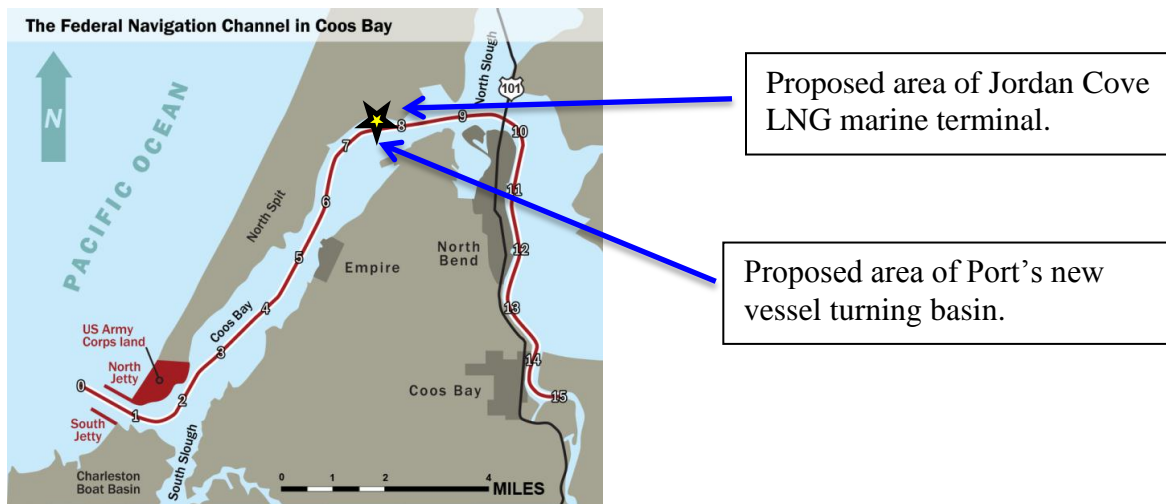 The Federal Navigation Channel in Coos Bay
N
PACIFIC OCEAN
North Slough
101
Proposed area of Jordan Cove
LNG marine terminal.
7
8
9
10
6
11
North Spit
5
Empire
North
Bend
12
4
13
Coos Bay
3
US Army
Corps land
North
Jetty
0
1
2
14
Coos Bay
15
South
Jetty
South Slough
Charleston
Boat Basin
0
2
4
MILES
Proposed area of Port's new
vessel turning basin.